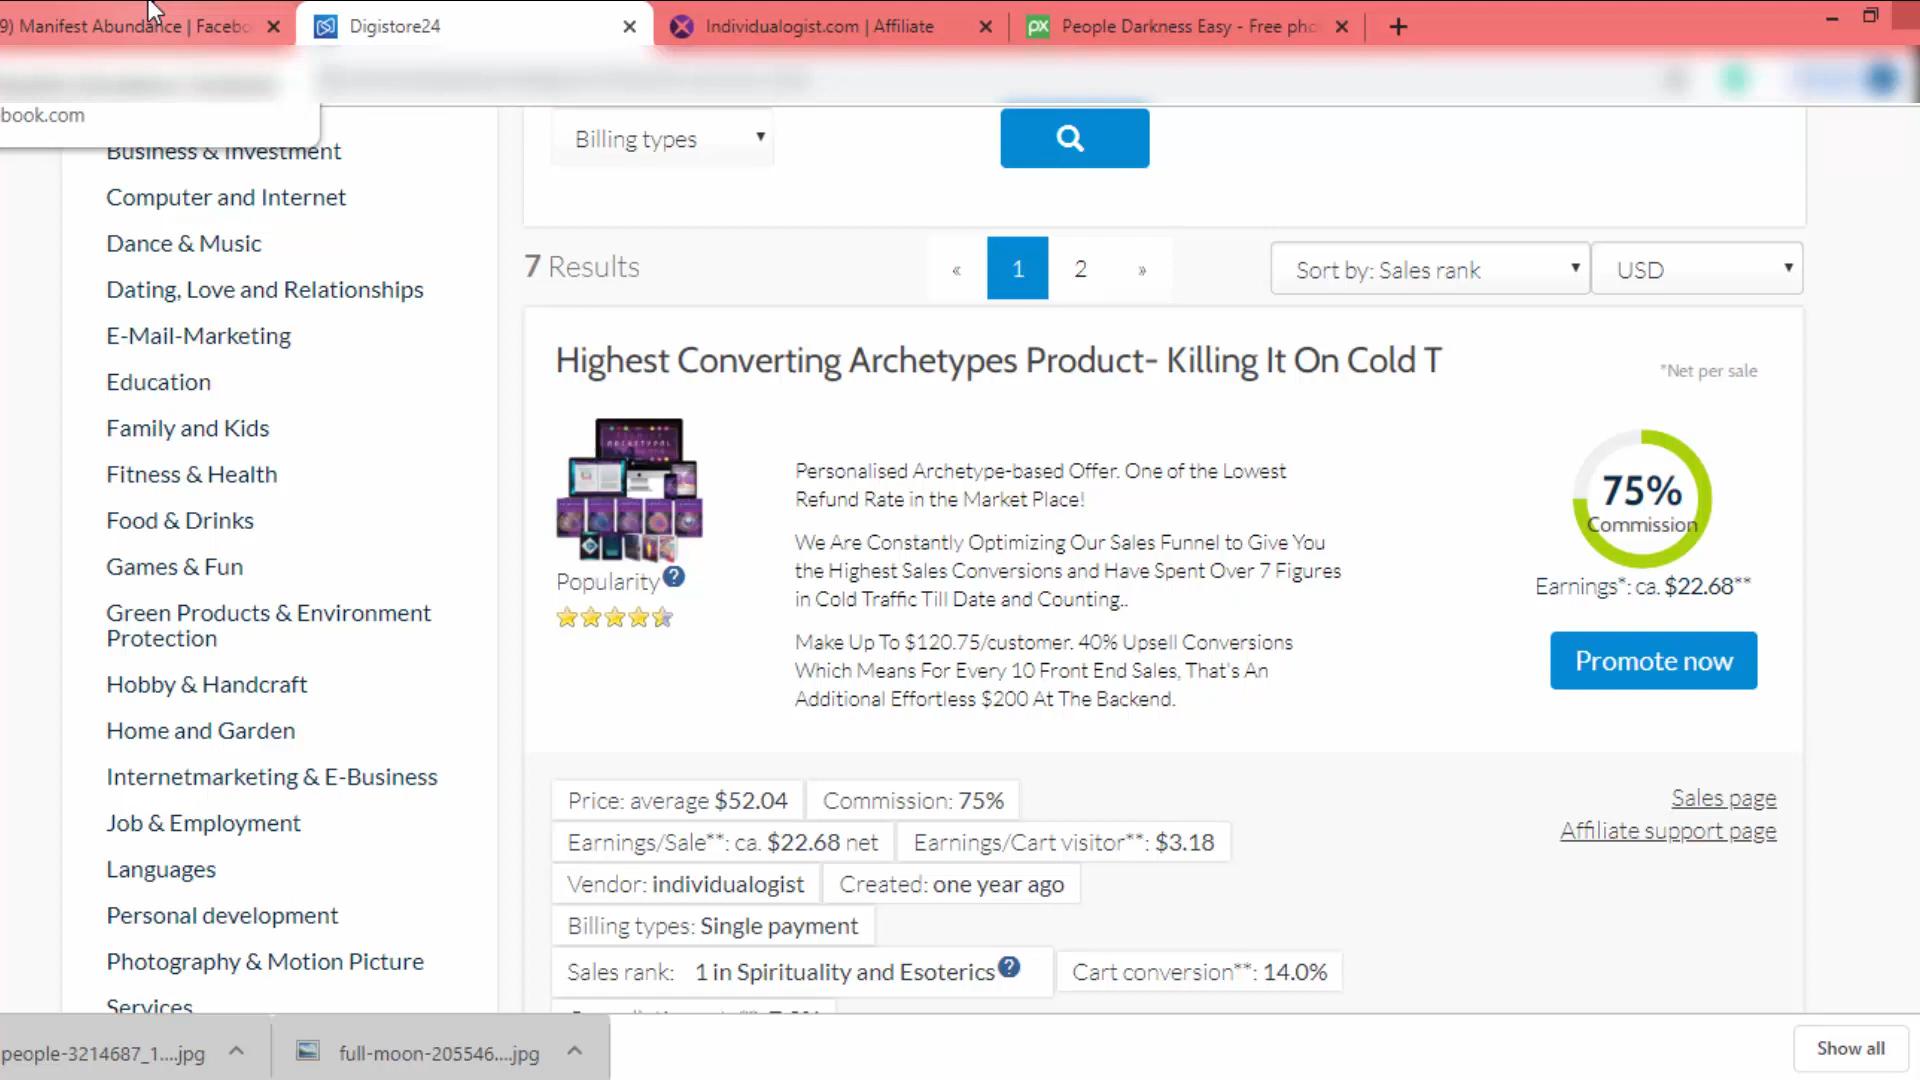 9) Manifest Abundance | Facebo
Digistore24
Individualogist.com | Affiliate
People Darkness Easy - Free pho
book.com
Business & Investment
Computer and Internet
Dance & Music
Dating, Love and Relationships
E-Mail-Marketing
Education
Family and Kids
Fitness & Health
Food & Drinks
Games & Fun
Green Products & Environment
Protection
Hobby & Handcraft
Home and Garden
Internetmarketing & E-Business
Job & Employment
Languages
Personal development
Photography & Motion Picture
Services
Billing types
7 Results
« 1 2 »
Sort by: Sales rank
USD
Highest Converting Archetypes Product- Killing It On Cold T
*Net per sale
ARCHETYPAL
Popularity
Personalised Archetype-based Offer. One of the Lowest
Refund Rate in the Market Place!
We Are Constantly Optimizing Our Sales Funnel to Give You
the Highest Sales Conversions and Have Spent Over 7 Figures
in Cold Traffic Till Date and Counting..
Make Up To $120.75/customer. 40% Upsell Conversions
Which Means For Every 10 Front End Sales, That's An
Additional Effortless $200 At The Backend.
75%
Commission
Earnings*: ca. $22.68**
Promote now
Price: average $52.04
Commission: 75%
Earnings/Sale**: ca. $22.68 net
Earnings/Cart visitor**: $3.18
Vendor: individualogist
Created: one year ago
Billing types: Single payment
Sales rank: 1 in Spirituality and Esoterics
Cart conversion**: 14.0%
Sales page
Affiliate support page
people-3214687_1....jpg
full-moon-205546....jpg
Show all